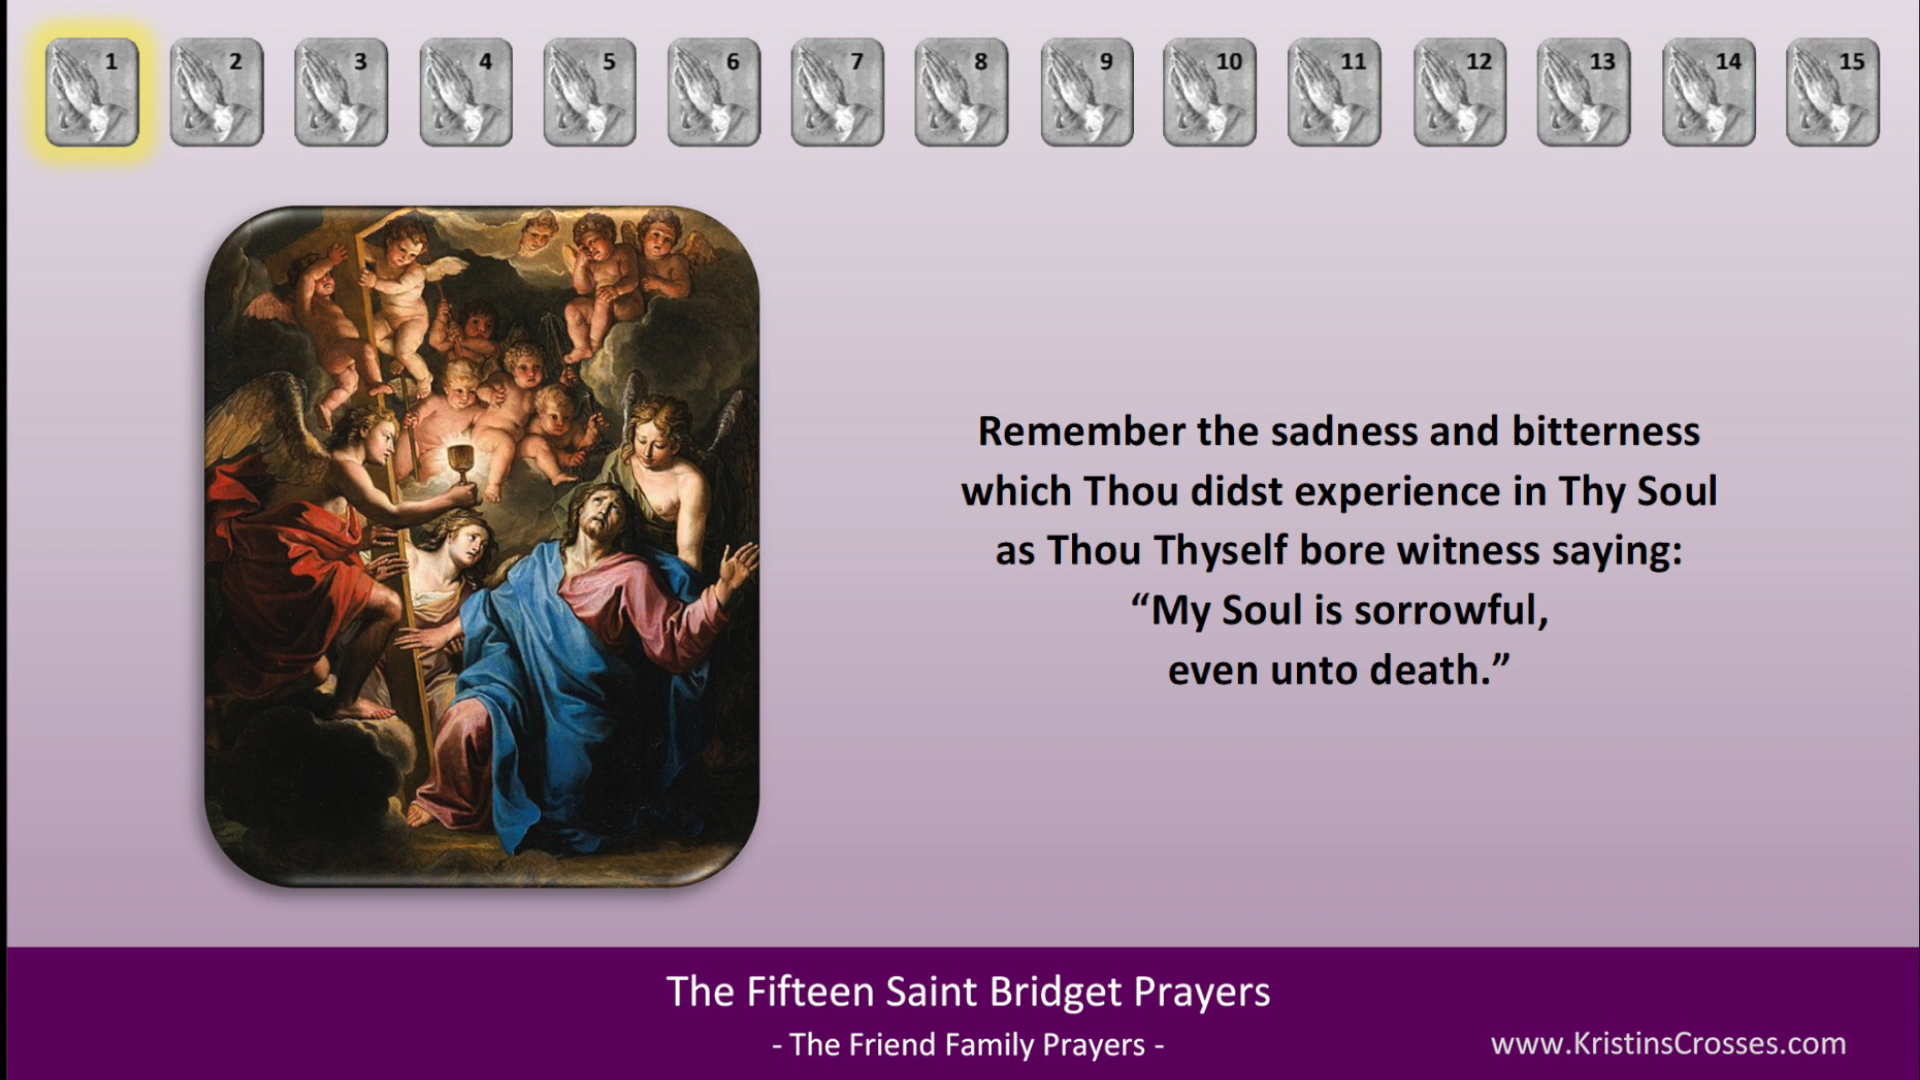 1 2 3 4 5 6 7 8 9 10 11 12 13 14 15
Remember the sadness and bitterness
which Thou didst experience in Thy Soul
as Thou Thyself bore witness saying:
“My Soul is sorrowful,
even unto death.”
The Fifteen Saint Bridget Prayers
- The Friend Family Prayers -
www.KristinsCrosses.com